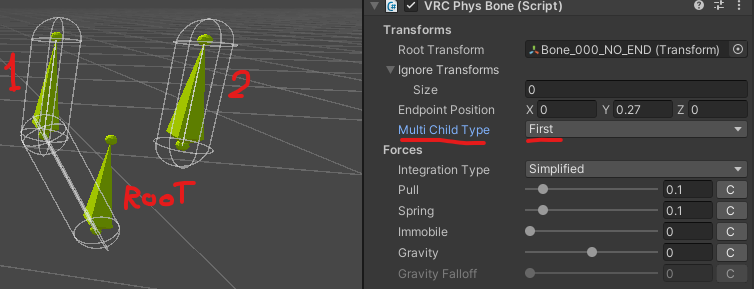 1
2
ROOT
VRC Phys Bone (Script)
Transforms
Root Transform Bone_000_NO_END (Transform)
Ignore Transforms
Size 0
Endpoint Position X 0 Y 0.27 Z 0
Multi Child Type First
Forces
Integration Type Simplified
Pull 0.1 C
Spring 0.1 C
Immobile 0 C
Gravity 0 C
Gravity Falloff 0 C